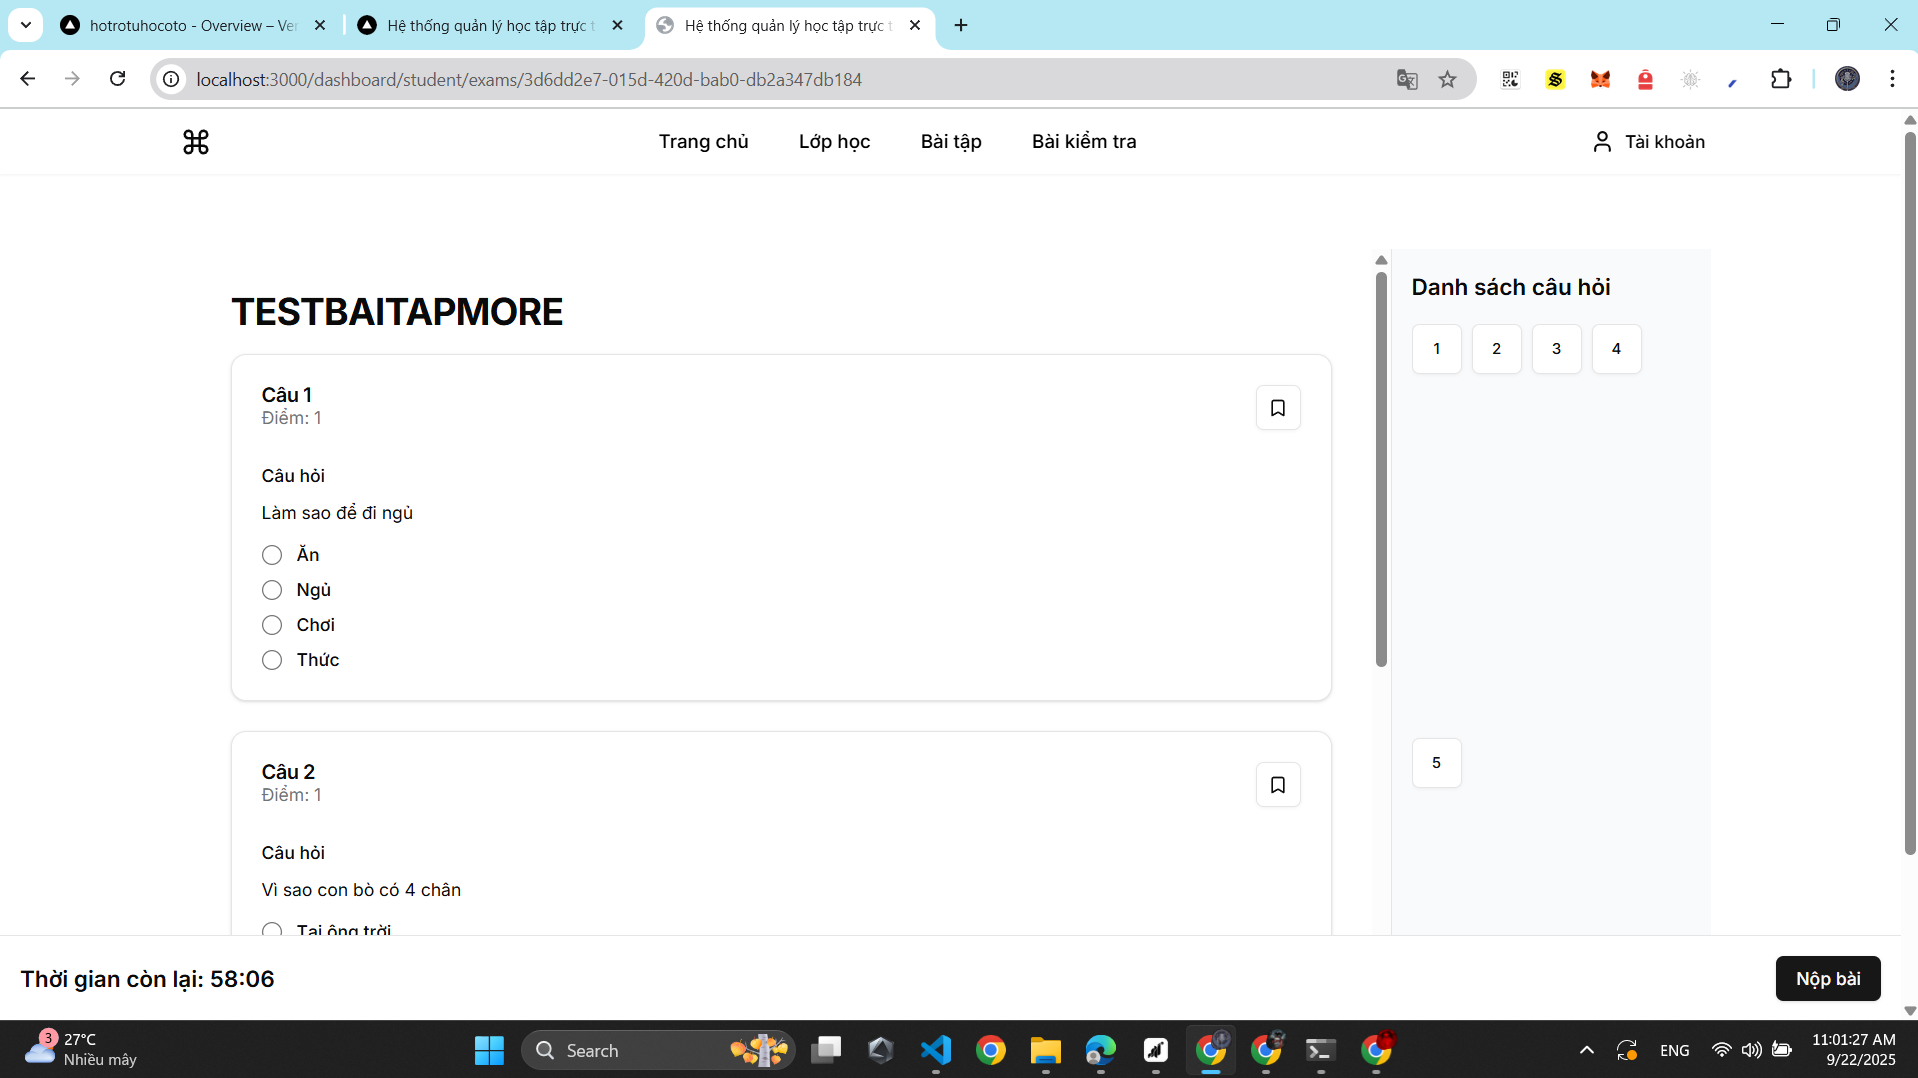 hotrotuhocoto - Overview – Ver
Hệ thống quản lý học tập trực t
Hệ thống quản lý học tập trực t
localhost:3000/dashboard/student/exams/3d6dd2e7-015d-420d-bab0-db2a347db184
Trang chủ
Lớp học
Bài tập
Bài kiểm tra
Tài khoản
TESTBAITAPMORE
Câu 1
Điểm: 1
Câu hỏi
Làm sao để đi ngủ
Ăn
Ngủ
Chơi
Thức
Câu 2
Điểm: 1
Câu hỏi
Vì sao con bò có 4 chân
Tại ông trời
Danh sách câu hỏi
1 2 3 4
5
Thời gian còn lại: 58:06
Nộp bài
3
27°C
Nhiều mây
Search
ENG
11:01:27 AM
9/22/2025